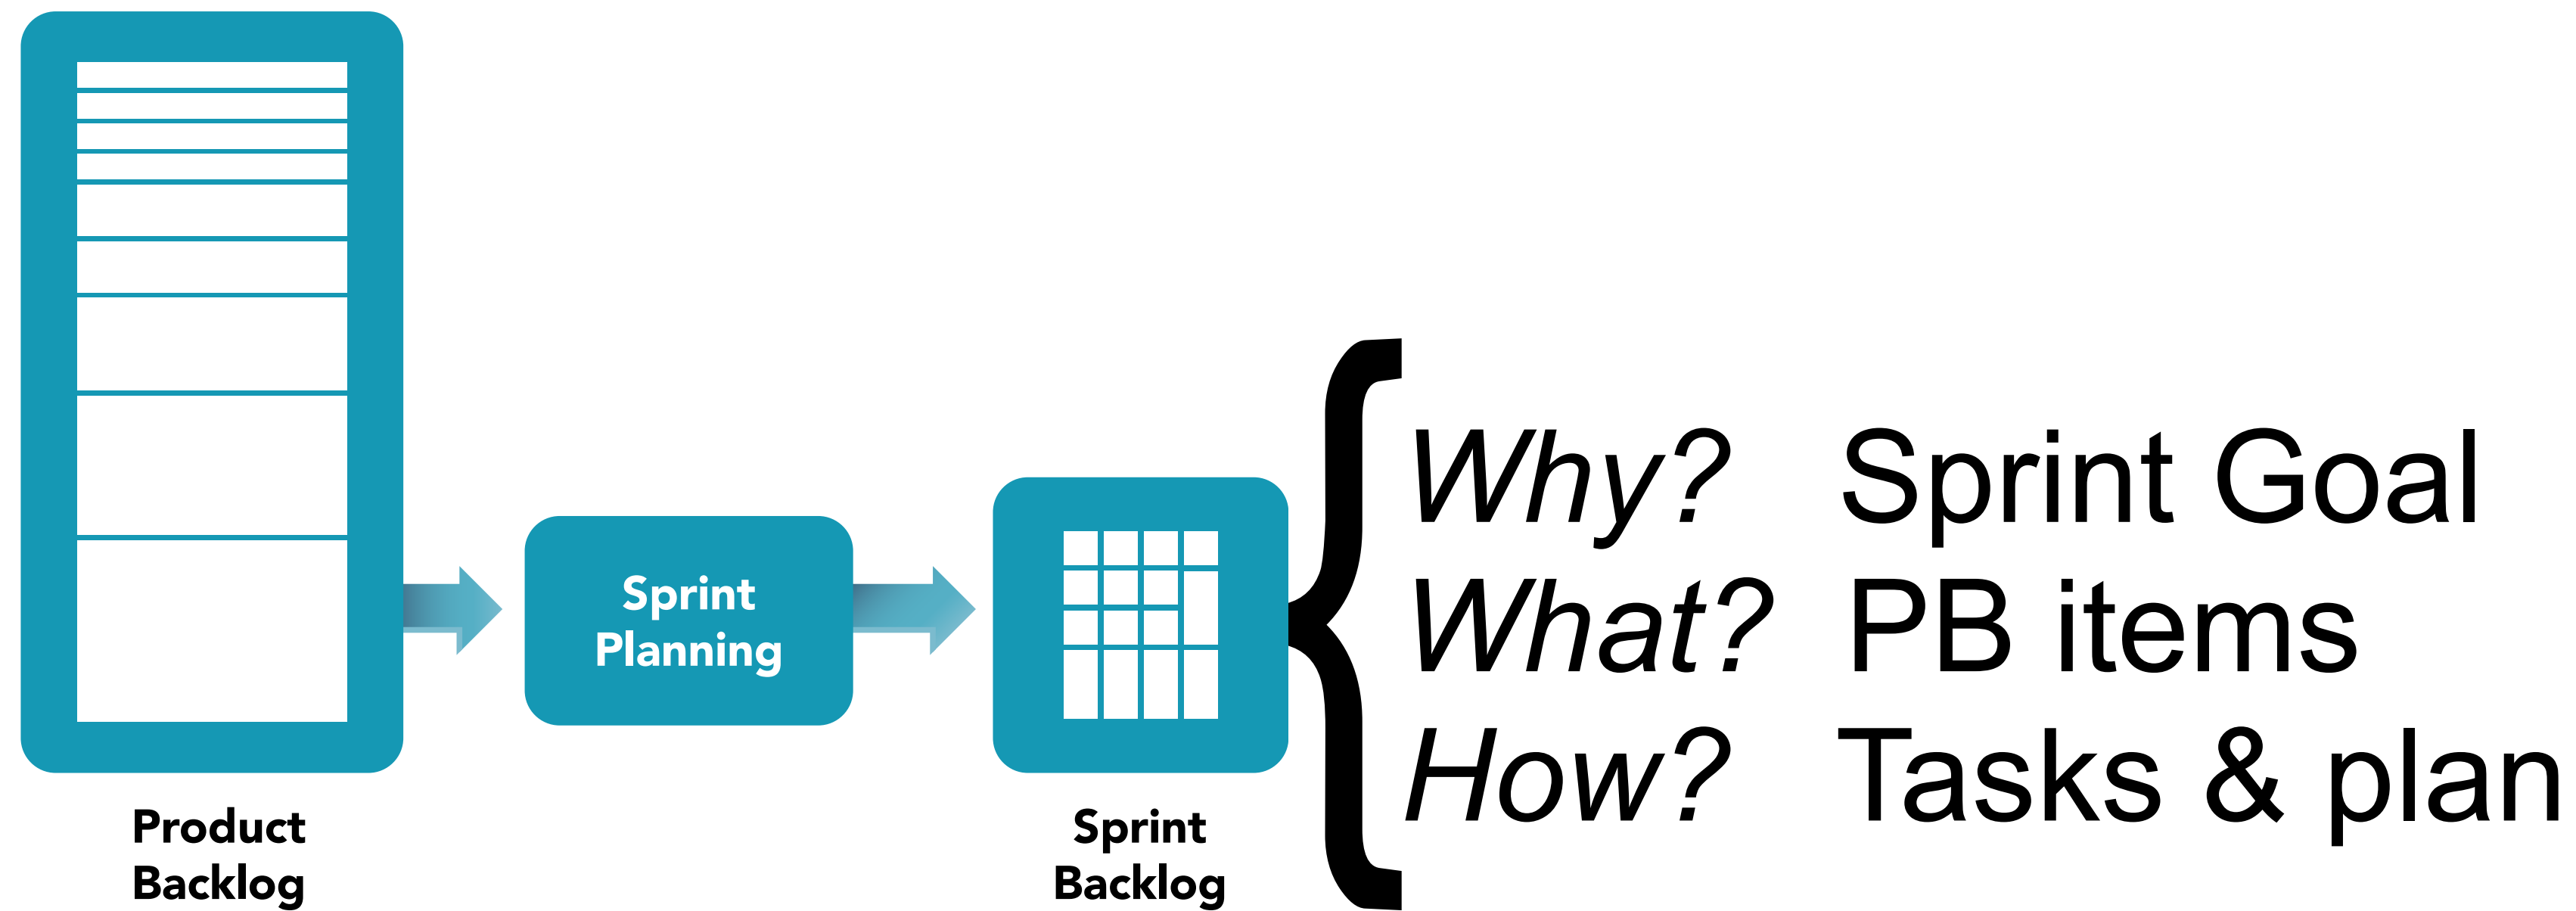 Product
Backlog
Sprint
Planning
Sprint
Backlog
Why? Sprint Goal
What? PB items
How? Tasks & plan